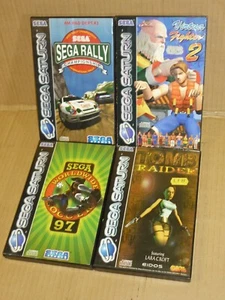 SEGA SATURN
SEGA
SEGA RALLY
CHAMPIONSHIP
SEGA
SEGA SATURN
Virtua
Fighter
2
SEGA SATURN
SEGA
WORLDWIDE
SOCCER
97
SEGA
SEGA SATURN
TOMB
RAIDER
featuring
LARA CROFT
EIDOS